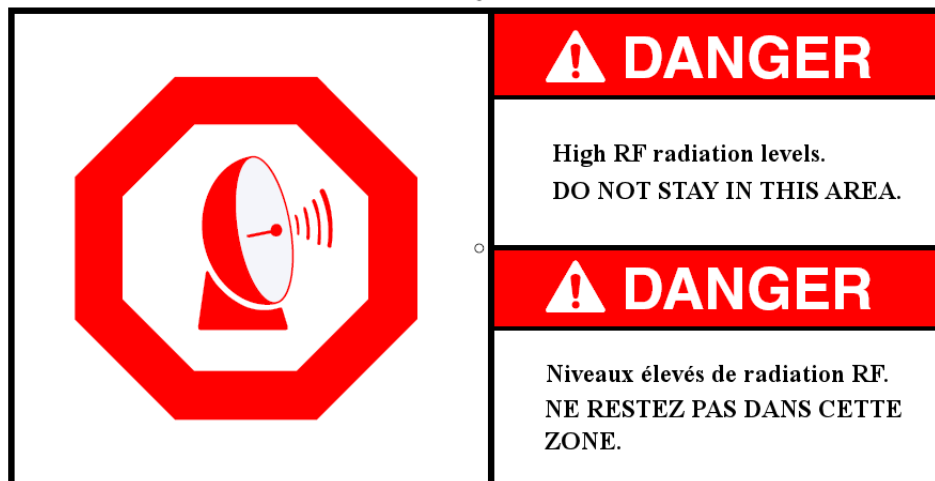 DANGER
High RF radiation levels.
DO NOT STAY IN THIS AREA.
DANGER
Niveaux élevés de radiation RF.
NE RESTEZ PAS DANS CETTE
ZONE.